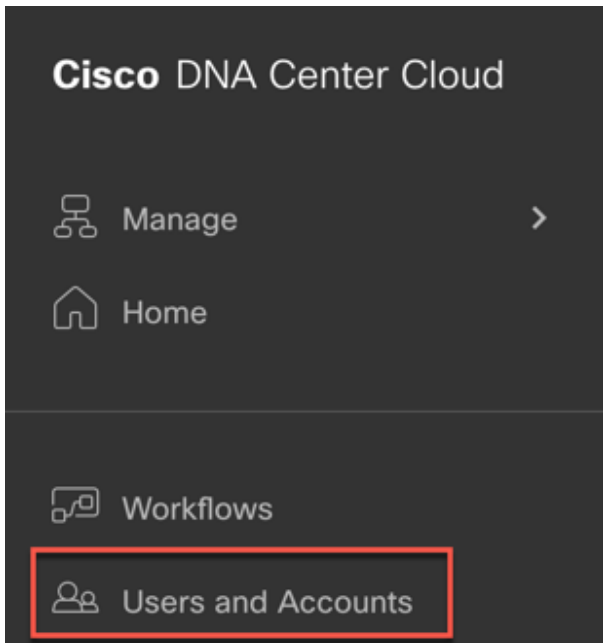 Cisco DNA Center Cloud
Manage
Home
Workflows
Users and Accounts